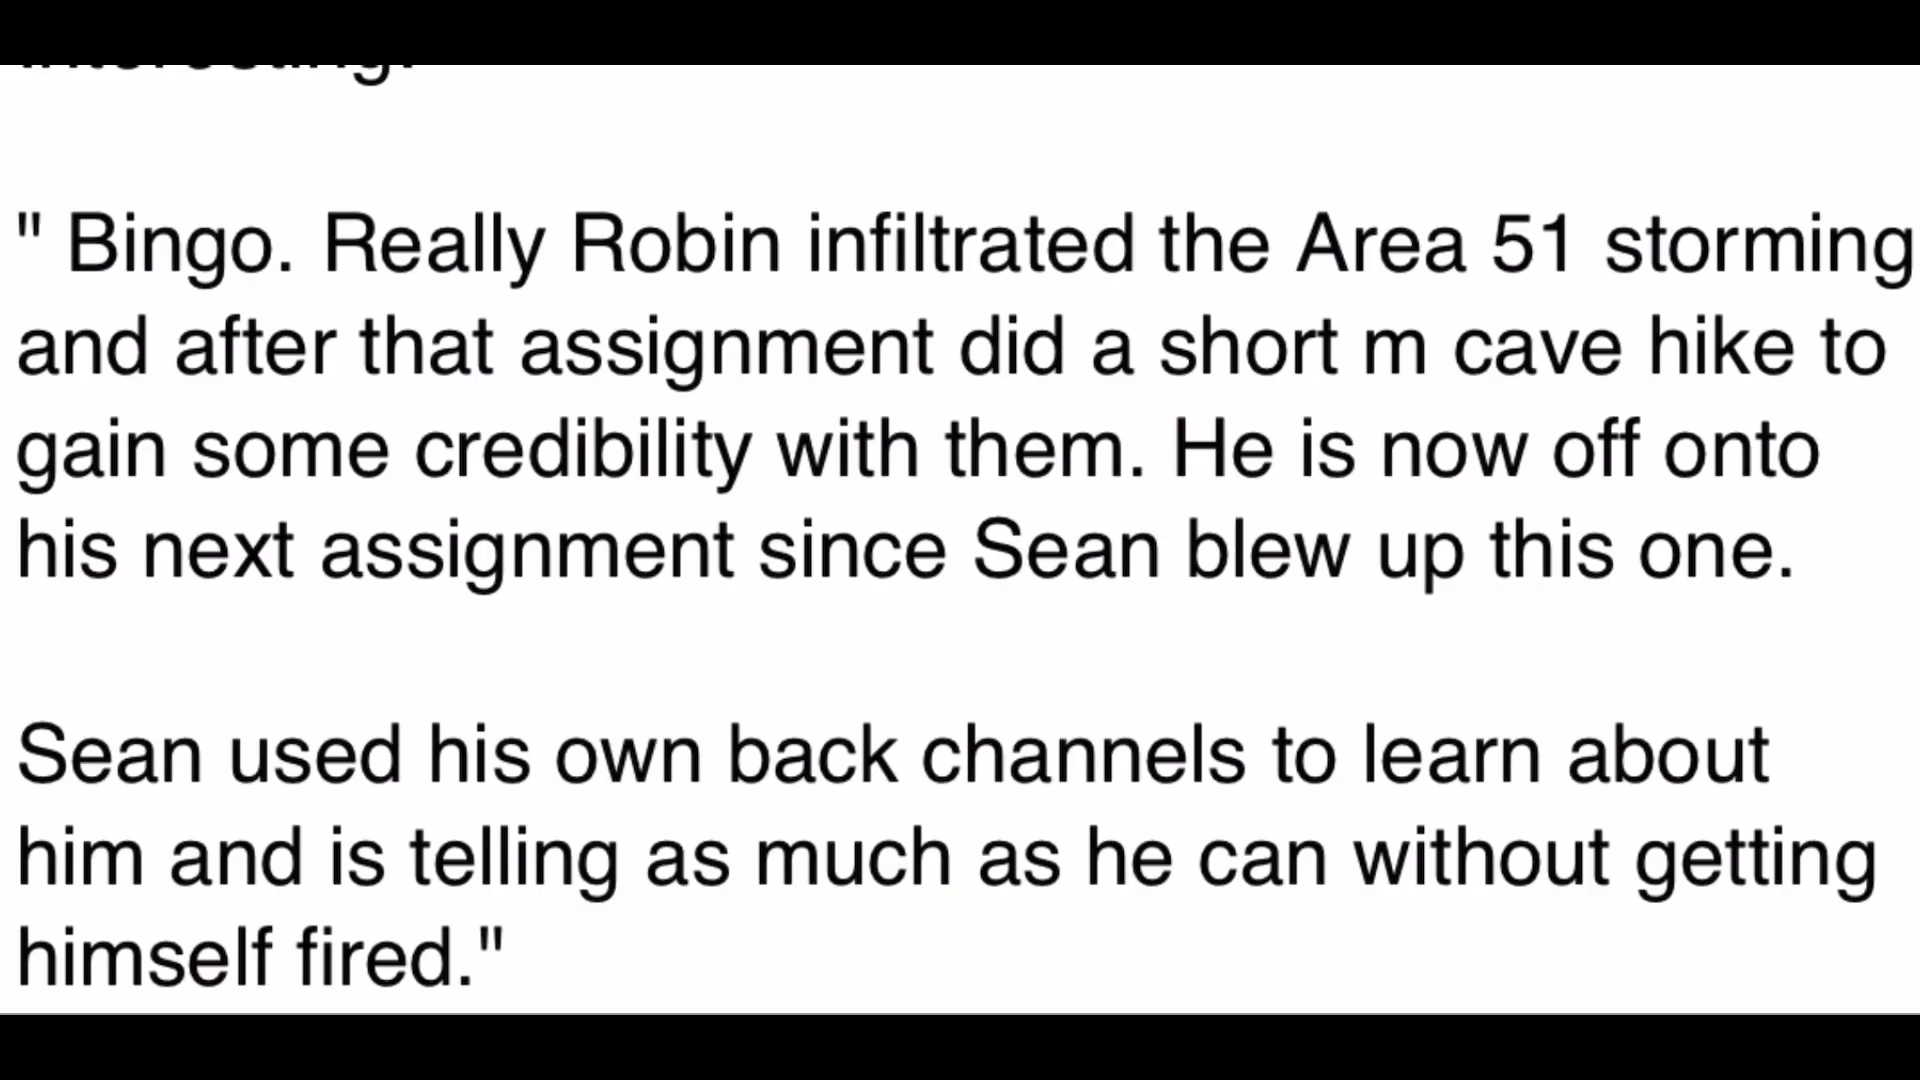 interesting.
" Bingo. Really Robin infiltrated the Area 51 storming
and after that assignment did a short m cave hike to
gain some credibility with them. He is now off onto
his next assignment since Sean blew up this one.
Sean used his own back channels to learn about
him and is telling as much as he can without getting
himself fired."